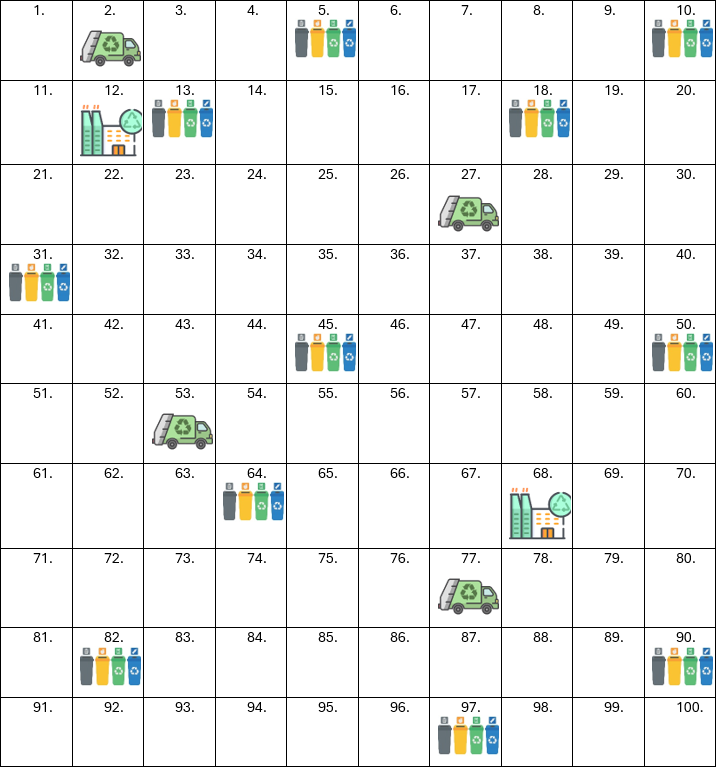 1. 2. 3. 4. 5. 6. 7. 8. 9. 10.
11. 12. 13. 14. 15. 16. 17. 18. 19. 20.
21. 22. 23. 24. 25. 26. 27. 28. 29. 30.
31. 32. 33. 34. 35. 36. 37. 38. 39. 40.
41. 42. 43. 44. 45. 46. 47. 48. 49. 50.
51. 52. 53. 54. 55. 56. 57. 58. 59. 60.
61. 62. 63. 64. 65. 66. 67. 68. 69. 70.
71. 72. 73. 74. 75. 76. 77. 78. 79. 80.
81. 82. 83. 84. 85. 86. 87. 88. 89. 90.
91. 92. 93. 94. 95. 96. 97. 98. 99. 100.